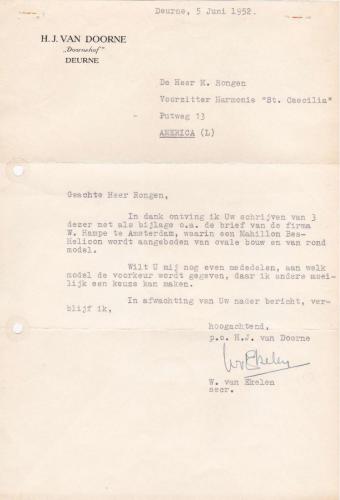 Deurne, 5 Juni 1952.
H. J. VAN DOORNE
„Doornehof"
DEURNE
De Heer M. Rongen
Voorzitter Harmonie "St. Caecilia"
Putweg 13
AMERICA (L)
Geachte Heer Rongen,
In dank ontving ik Uw schrijven van 3
dezer met als bijlage o.a. de brief van de firma
W. Hampe te Amsterdam, waarin een Mahillon Bes-
Helicon wordt aangeboden van ovale bouw en van rond
model.
Wilt U mij nog even mededelen, aan welk
model de voorkeur wordt gegeven, daar ik anders moei-
lijk een keuze kan maken.
In afwachting van Uw nader bericht, ver-
blijf ik,
hoogachtend,
p.o. H.J. van Doorne
WvEkelen
W. van Ekelen
secr.